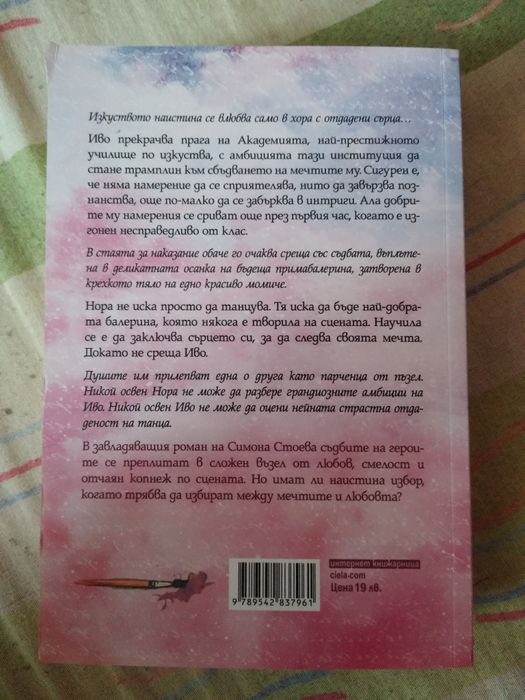 Изкуството наистина се влюбва само в хора с отдадени сърца...
Иво прекрачва прага на Академията, най-престижното
училище по изкуства, с амбицията тази институция да
стане трамплин към сбъдването на мечтите му. Сигурен е,
че няма намерение да се сприятелява, нито да завързва поз-
нанства, още по-малко да се забърква в интриги. Ала добри-
те му намерения се сриват още през първия час, когато е из-
гонен несправедливо от клас.
В стаята за наказание обаче го очаква среща със съдбата, въплъте-
на в деликатната осанка на бъдеща примабалерина, затворена в
крехкото тяло на едно красиво момиче.
Нора не иска просто да танцува. Тя иска да бъде най-добра-
та балерина, която някога е творила на сцената. Научила
се е да заключва сърцето си, за да следва своята мечта.
Докато не среща Иво.
Душите им прилепват една о друга като парченца от пъзел.
Никой освен Нора не може да разбере грандиозните амбиции на
Иво. Никой освен Иво не може да оцени нейната страстна отда-
деност на танца.
В завладяващия роман на Симона Стоева съдбите на герои-
те се преплитат в сложен възел от любов, смелост и
отчаян копнеж по сцената. Но имат ли наистина избор,
когато трябва да избират между мечтите и любовта?
интернет книжарница
ciela.com
Цена 19 лв.
9 789542 837961